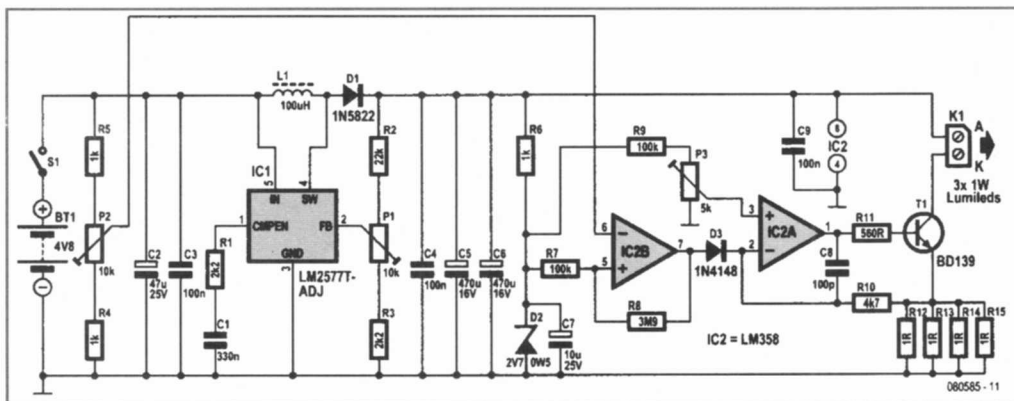 S1
BT1
4V8
R5
1k
P2
10k
R4
1k
C2
47u
25V
C3
100n
R1
2k2
C1
330n
L1
100uH
D1
1N5822
IC1
5
4
IN
SW
1
CMPEN
FB
2
GND
3
LM2577T-
ADJ
R2
22k
P1
10k
R3
2k2
C4
100n
C5
470u
16V
C6
470u
16V
R6
1k
R7
100k
D2
2V7
0W5
C7
10u
25V
R9
100k
P3
5k
6
5
7
IC2B
R8
3M9
D3
1N4148
3
2
1
IC2A
C9
100n
8
IC2
4
R11
560R
C8
100p
R10
4k7
T1
BD139
K1
A
K
3x 1W
Lumileds
R12
1R
R13
1R
R14
1R
R15
1R
IC2 = LM358
080585 - 11